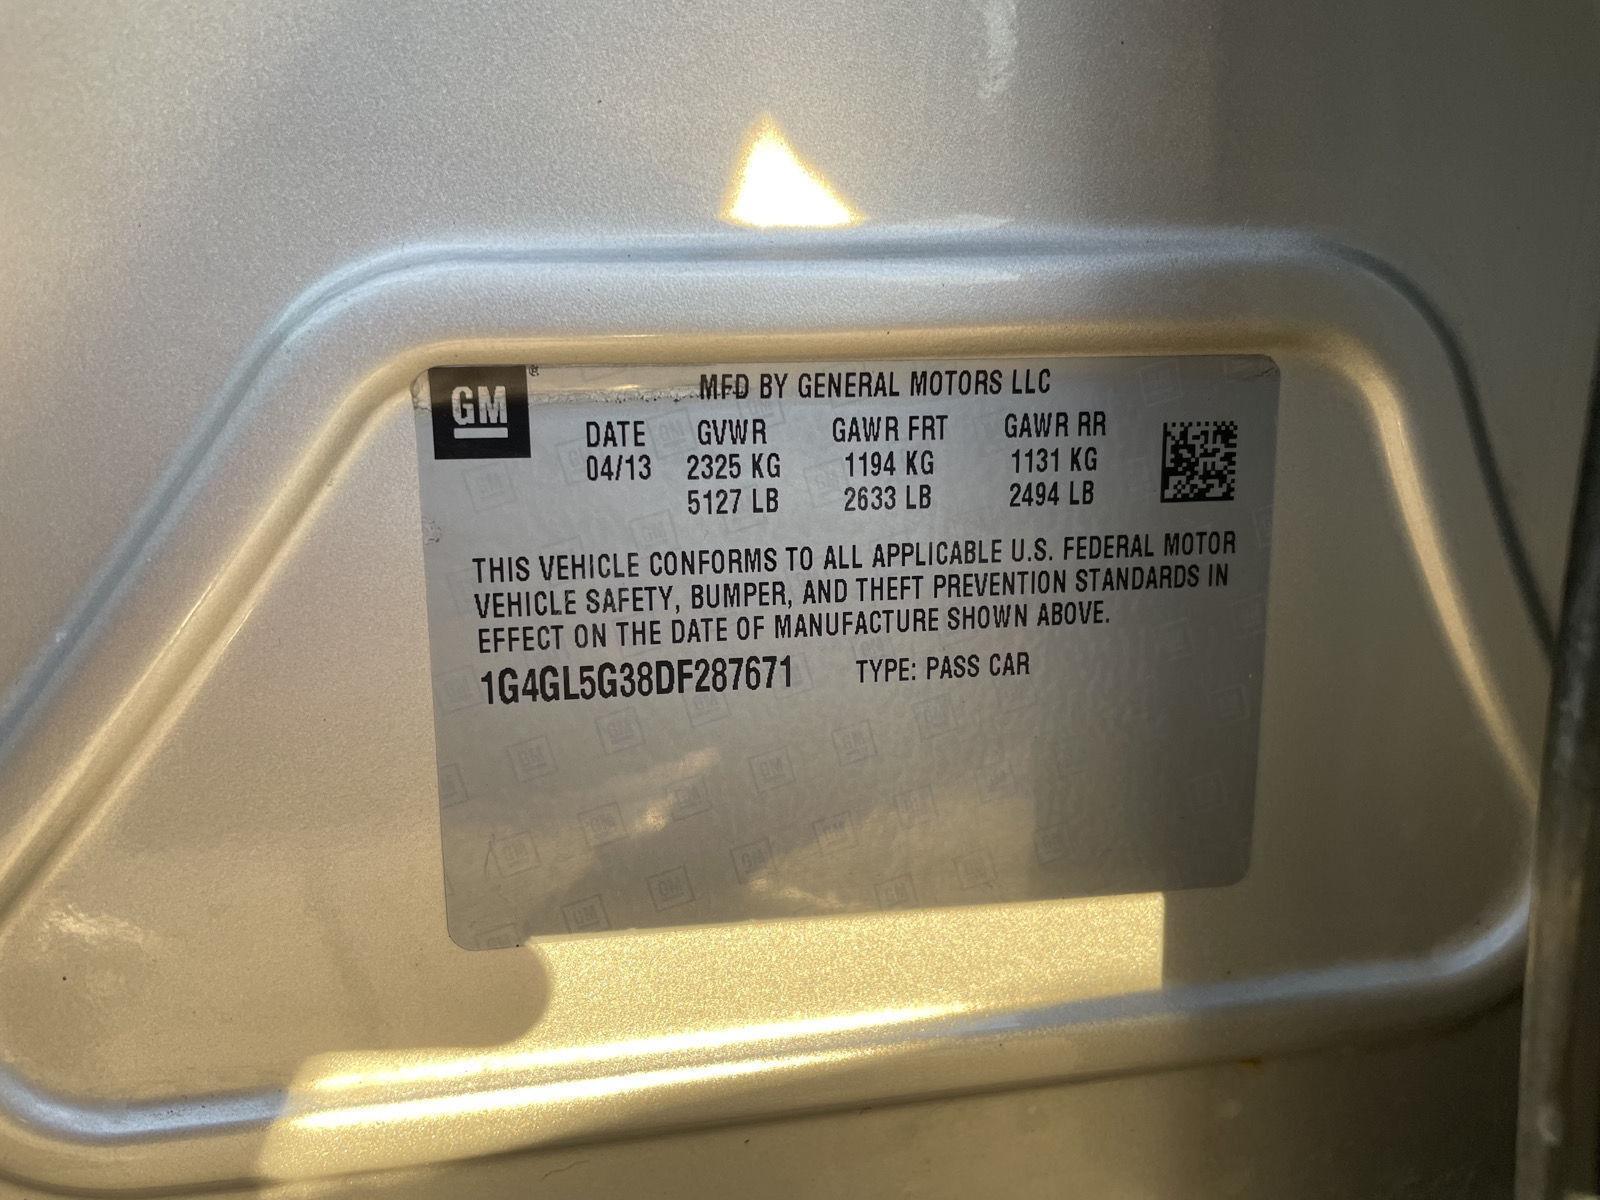 GM ®
MFD BY GENERAL MOTORS LLC
DATE GVWR GAWR FRT GAWR RR
04/13 2325 KG 1194 KG 1131 KG
5127 LB 2633 LB 2494 LB
THIS VEHICLE CONFORMS TO ALL APPLICABLE U.S. FEDERAL MOTOR
VEHICLE SAFETY, BUMPER, AND THEFT PREVENTION STANDARDS IN
EFFECT ON THE DATE OF MANUFACTURE SHOWN ABOVE.
1G4GL5G38DF287671 TYPE: PASS CAR